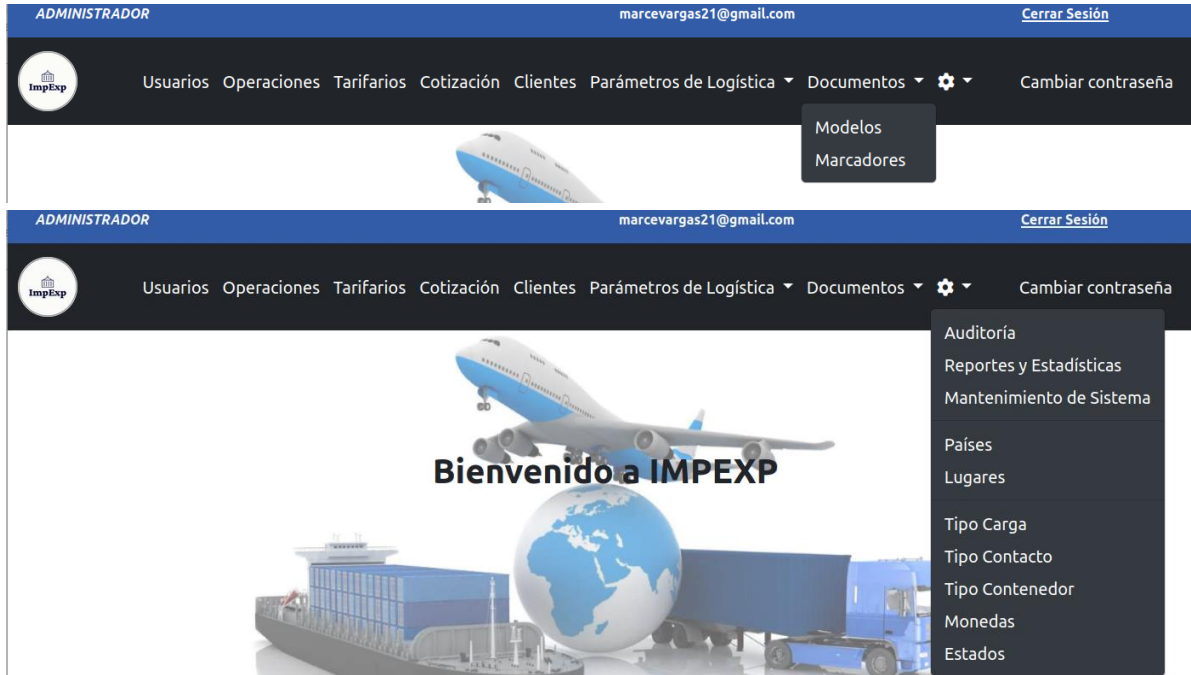 ADMINISTRADOR marcevargas21@gmail.com Cerrar Sesión
ImpExp Usuarios Operaciones Tarifarios Cotización Clientes Parámetros de Logística Documentos Cambiar contraseña
Modelos
Marcadores
ADMINISTRADOR marcevargas21@gmail.com Cerrar Sesión
ImpExp Usuarios Operaciones Tarifarios Cotización Clientes Parámetros de Logística Documentos Cambiar contraseña
Auditoría
Reportes y Estadísticas
Mantenimiento de Sistema
Países
Bienvenido a IMPEXP
Lugares
Tipo Carga
Tipo Contacto
Tipo Contenedor
Monedas
Estados